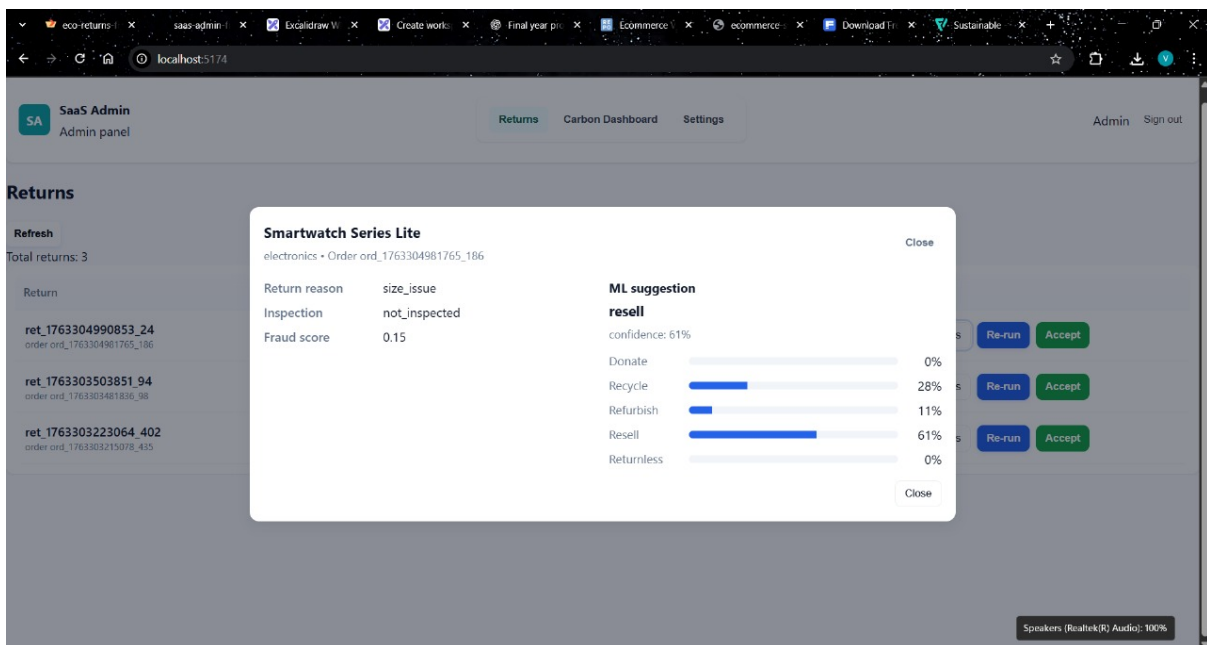 eco-returns-f
saas-admin-f
Excalidraw W
Create works
Final year pro
Ecommerce
ecommerce-
Download Fr
Sustainable
localhost:5174
SA
SaaS Admin
Admin panel
Returns
Carbon Dashboard
Settings
Admin
Sign out
Returns
Refresh
Total returns: 3
Return
ret_1763304990853_24
order ord_1763304981765_186
s
Re-run
Accept
ret_1763303503851_94
order ord_1763303481836_98
s
Re-run
Accept
ret_1763303223064_402
order ord_1763303215078_435
s
Re-run
Accept
Smartwatch Series Lite
Close
electronics • Order ord_1763304981765_186
Return reason size_issue
Inspection not_inspected
Fraud score 0.15
ML suggestion
resell
confidence: 61%
Donate 0%
Recycle 28%
Refurbish 11%
Resell 61%
Returnless 0%
Close
Speakers (Realtek(R) Audio): 100%
V